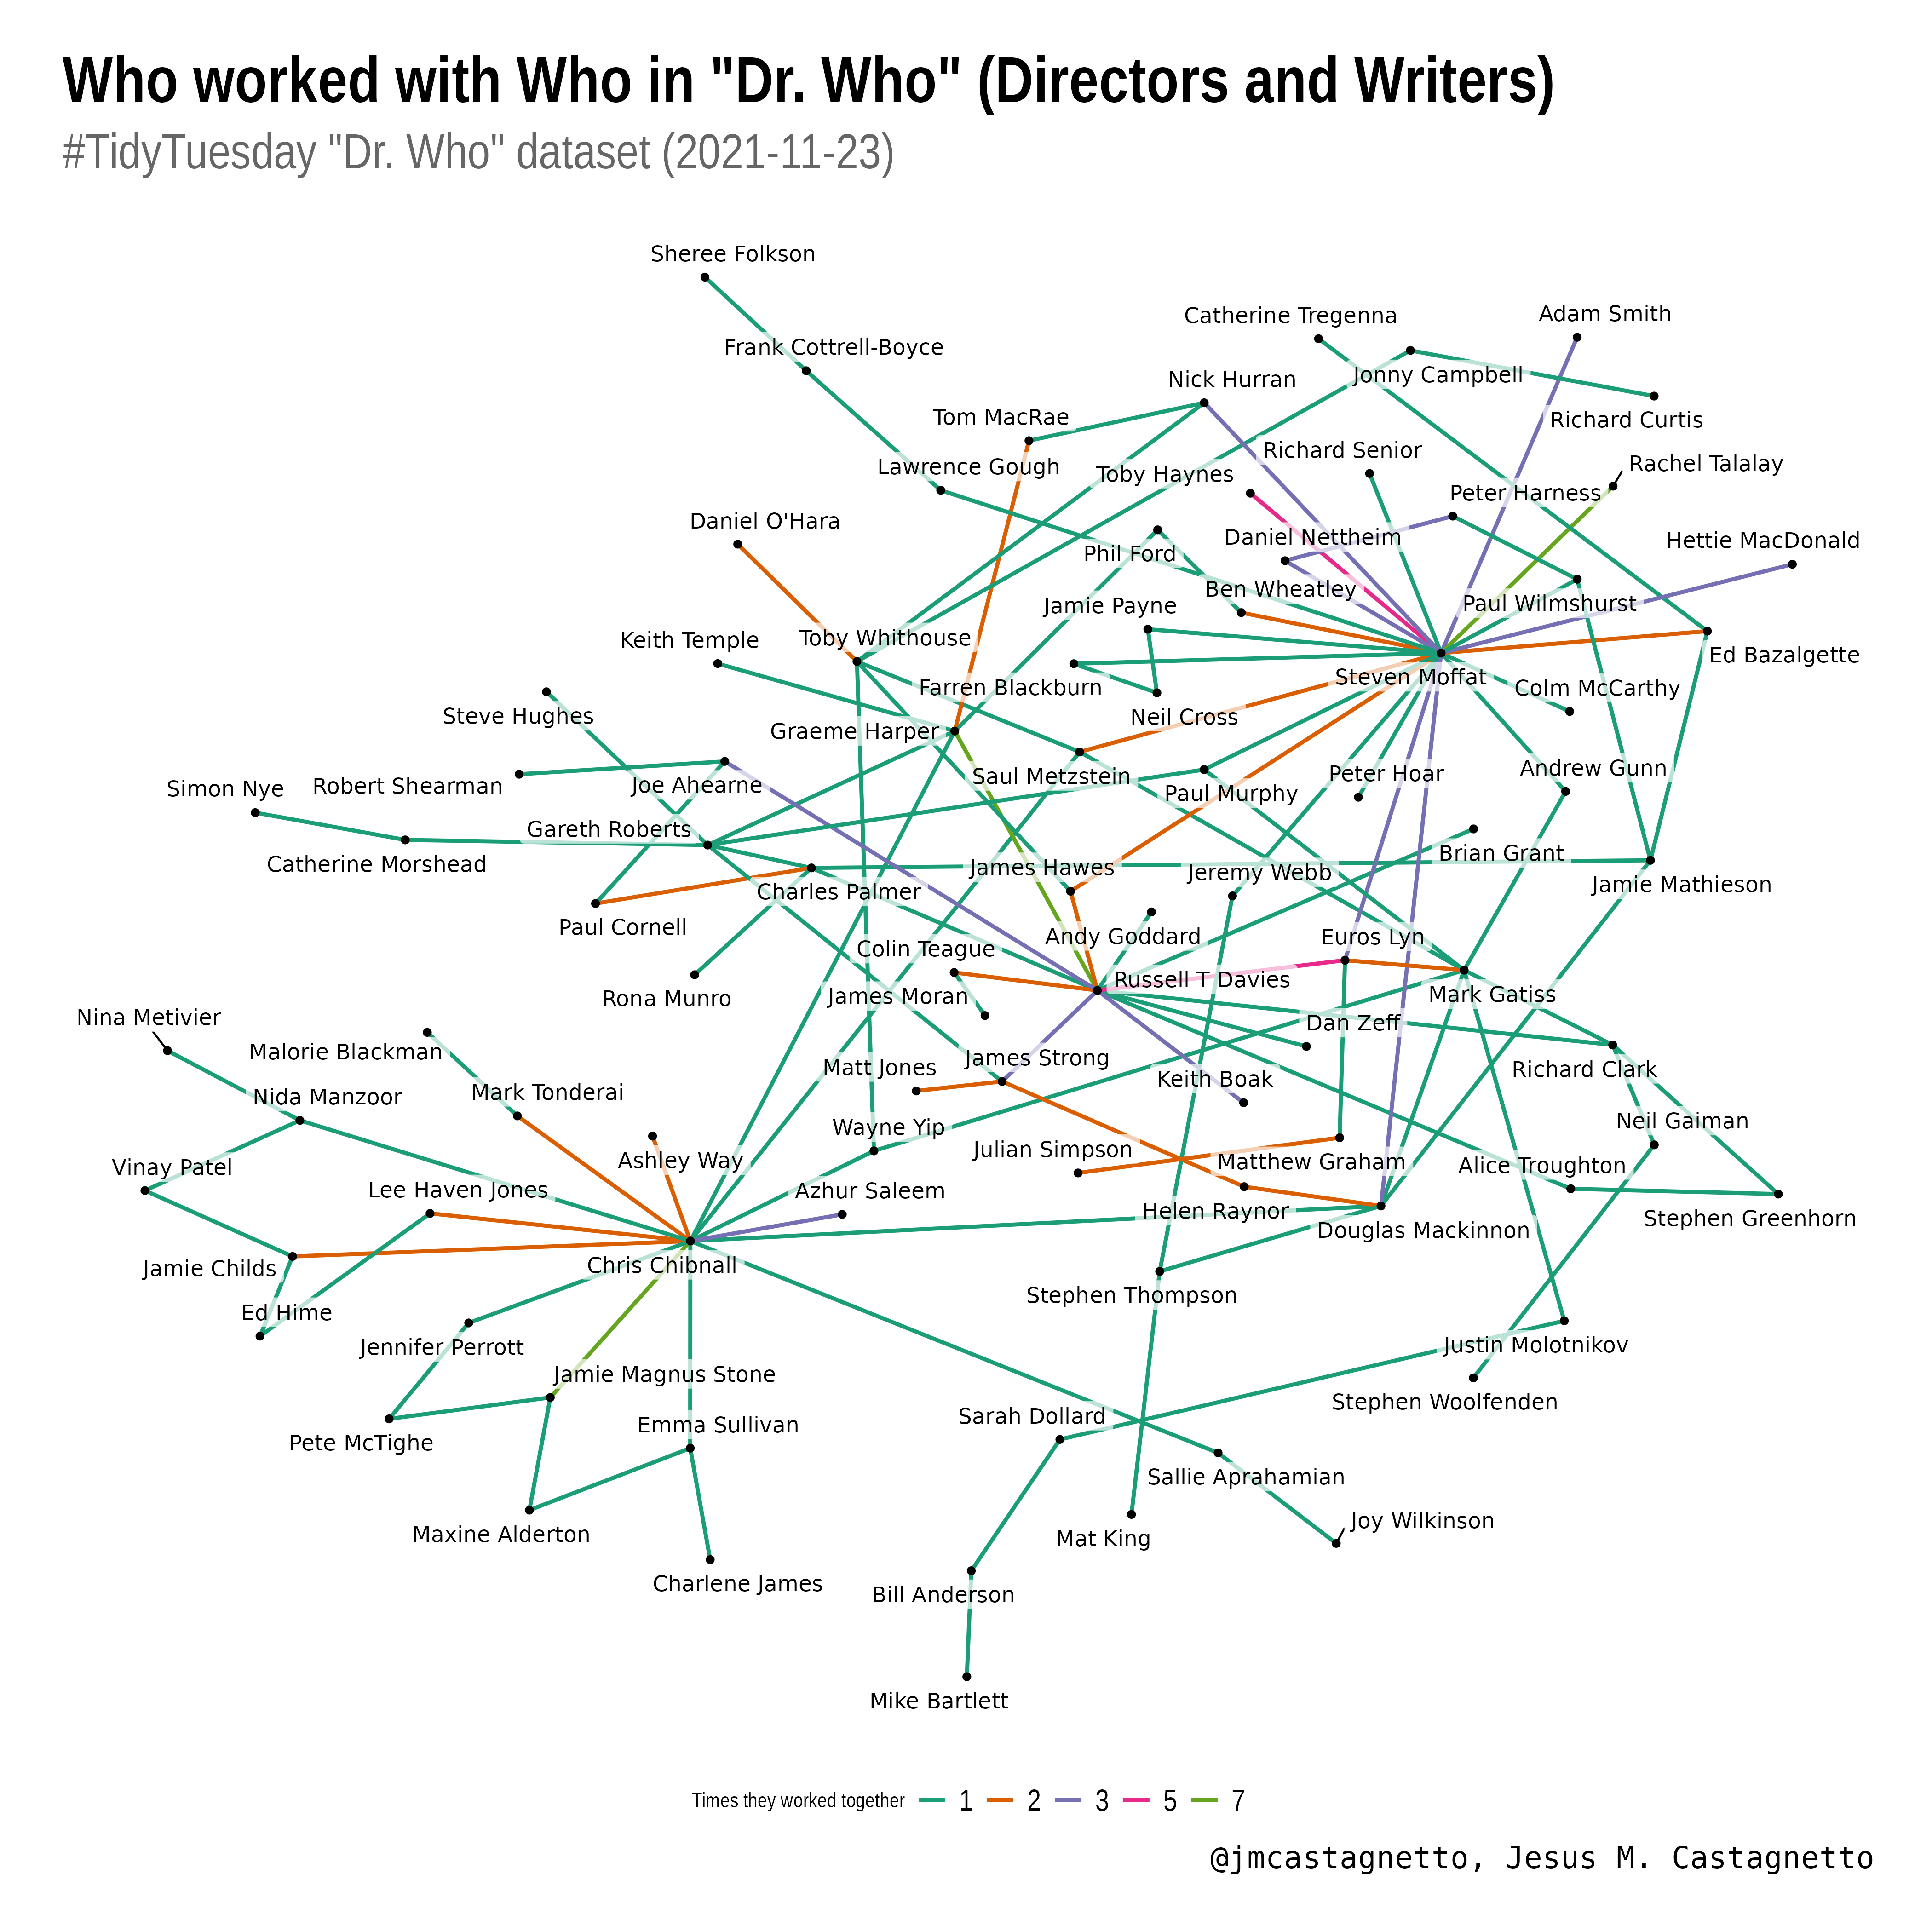 Who worked with Who in "Dr. Who" (Directors and Writers)
#TidyTuesday "Dr. Who" dataset (2021-11-23)
Sheree Folkson
Catherine Tregenna
Adam Smith
Frank Cottrell-Boyce
Jonny Campbell
Nick Hurran
Tom MacRae
Richard Curtis
Richard Senior
Lawrence Gough
Toby Haynes
Rachel Talalay
Peter Harness
Daniel O'Hara
Daniel Nettheim
Hettie MacDonald
Phil Ford
Ben Wheatley
Jamie Payne
Paul Wilmshurst
Keith Temple
Toby Whithouse
Ed Bazalgette
Steven Moffat
Farren Blackburn
Colm McCarthy
Steve Hughes
Neil Cross
Graeme Harper
Andrew Gunn
Saul Metzstein
Peter Hoar
Simon Nye
Robert Shearman
Joe Ahearne
Paul Murphy
Gareth Roberts
Brian Grant
Catherine Morshead
James Hawes
Jeremy Webb
Jamie Mathieson
Charles Palmer
Paul Cornell
Andy Goddard
Euros Lyn
Colin Teague
Russell T Davies
Rona Munro
James Moran
Mark Gatiss
Nina Metivier
Dan Zeff
Malorie Blackman
James Strong
Matt Jones
Richard Clark
Keith Boak
Nida Manzoor
Mark Tonderai
Wayne Yip
Neil Gaiman
Julian Simpson
Ashley Way
Matthew Graham
Alice Troughton
Vinay Patel
Lee Haven Jones
Azhur Saleem
Helen Raynor
Stephen Greenhorn
Douglas Mackinnon
Jamie Childs
Chris Chibnall
Stephen Thompson
Ed Hime
Jennifer Perrott
Justin Molotnikov
Jamie Magnus Stone
Stephen Woolfenden
Sarah Dollard
Emma Sullivan
Pete McTighe
Sallie Aprahamian
Joy Wilkinson
Maxine Alderton
Mat King
Charlene James
Bill Anderson
Mike Bartlett
Times they worked together 1 2 3 5 7
@jmcastagnetto, Jesus M. Castagnetto